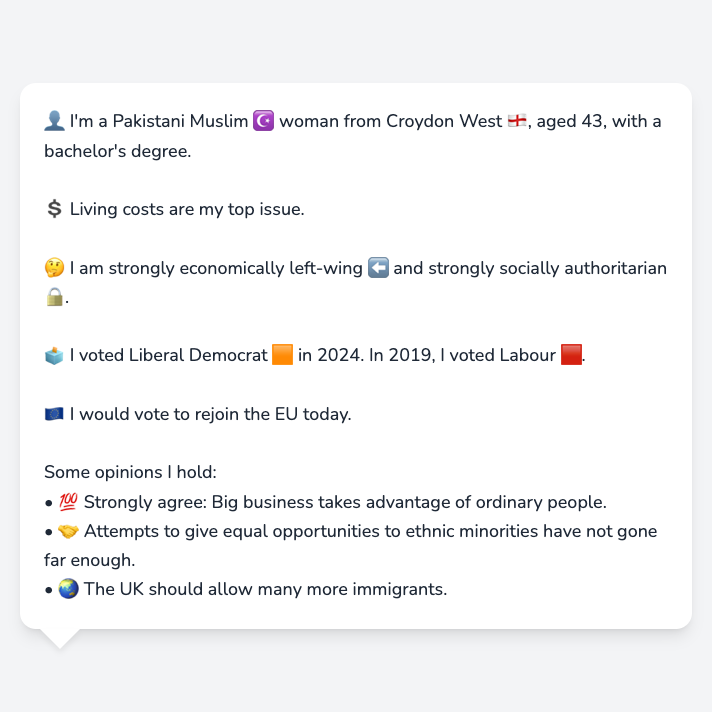 👤 I'm a Pakistani Muslim ☪️ woman from Croydon West 🏴󠁧󠁢󠁥󠁮󠁧󠁿, aged 43, with a
bachelor's degree.
💲 Living costs are my top issue.
🤔 I am strongly economically left-wing ⬅️ and strongly socially authoritarian
🔒.
🗳️ I voted Liberal Democrat 🟧 in 2024. In 2019, I voted Labour 🟥.
🇪🇺 I would vote to rejoin the EU today.
Some opinions I hold:
• 💯 Strongly agree: Big business takes advantage of ordinary people.
• 🤝 Attempts to give equal opportunities to ethnic minorities have not gone
far enough.
• 🌏 The UK should allow many more immigrants.